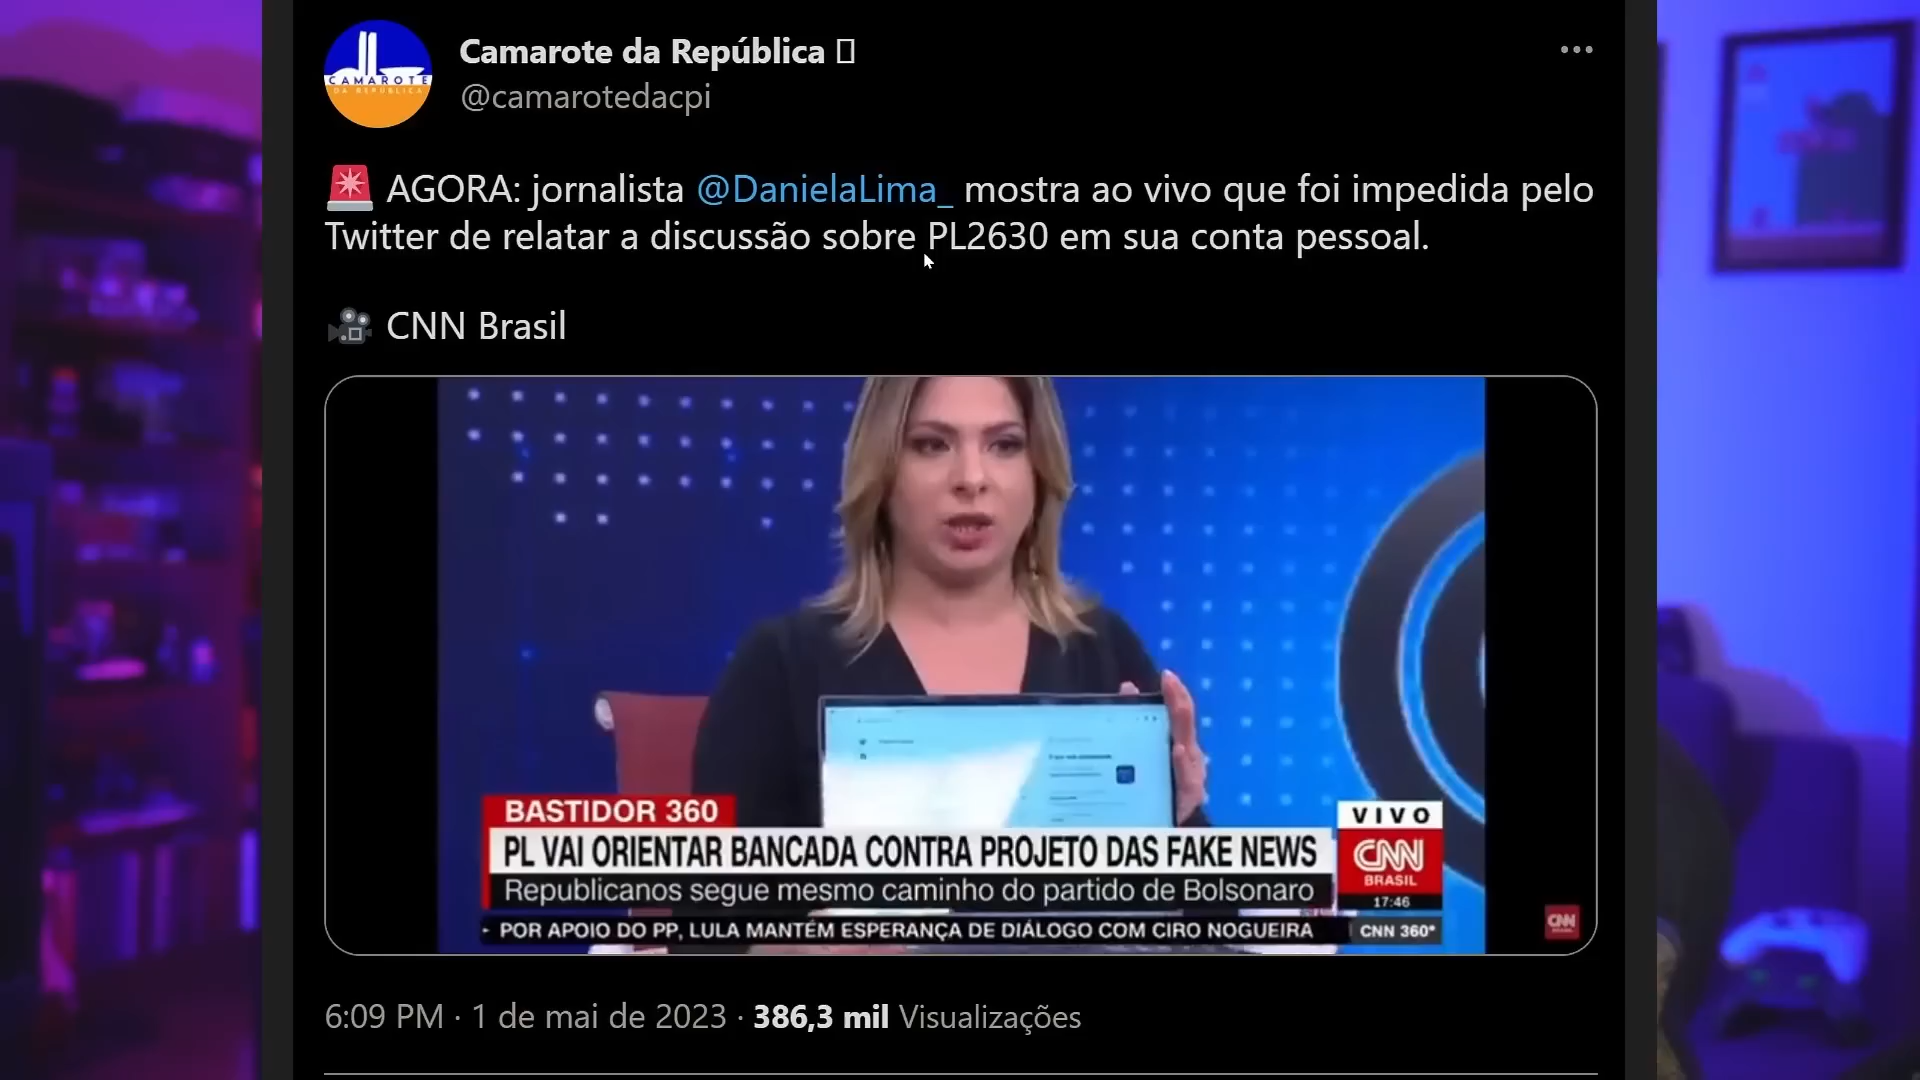 Camarote da República
@camarotedacpi
CAMAROTE
DA REPÚBLICA
AGORA: jornalista @DanielaLima_ mostra ao vivo que foi impedida pelo
Twitter de relatar a discussão sobre PL2630 em sua conta pessoal.
CNN Brasil
BASTIDOR 360
PL VAI ORIENTAR BANCADA CONTRA PROJETO DAS FAKE NEWS
Republicanos segue mesmo caminho do partido de Bolsonaro
POR APOIO DO PP, LULA MANTÉM ESPERANÇA DE DIÁLOGO COM CIRO NOGUEIRA
VIVO
CNN
BRASIL
17:46
CNN 360°
CNN
6:09 PM · 1 de mai de 2023 · 386,3 mil Visualizações